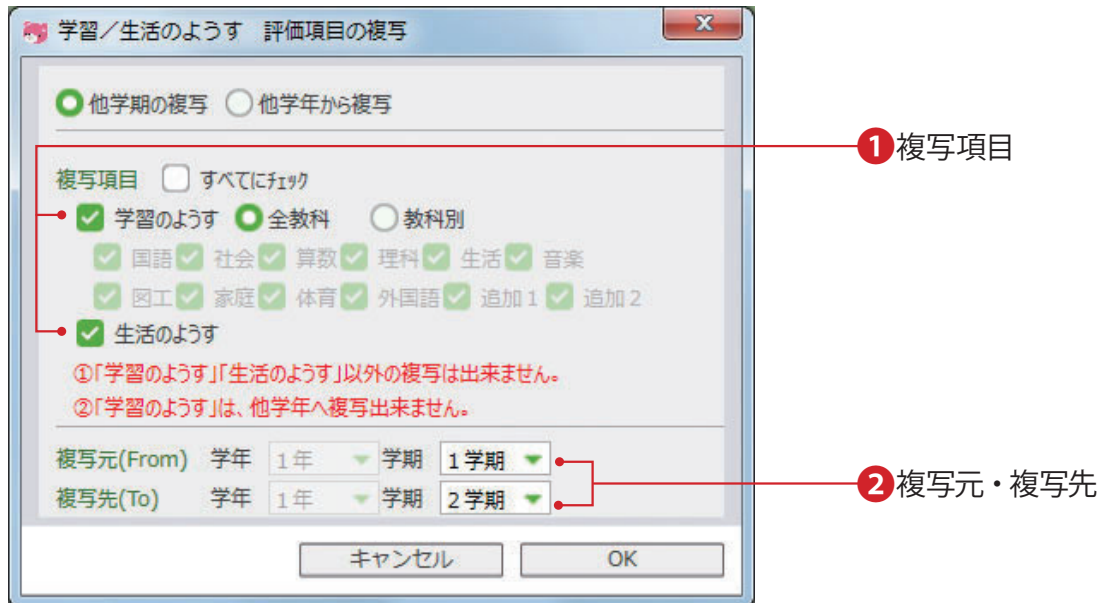 学習/生活のようす 評価項目の複写
x
他学期の複写 他学年から複写
複写項目 すべてにチェック
学習のようす 全教科 教科別
国語 社会 算数 理科 生活 音楽
図工 家庭 体育 外国語 追加1 追加2
生活のようす
①「学習のようす」「生活のようす」以外の複写は出来ません。
②「学習のようす」は、他学年へ複写出来ません。
複写元(From) 学年 1年 学期 1学期
複写先(To) 学年 1年 学期 2学期
キャンセル OK
1 複写項目
2 複写元・複写先